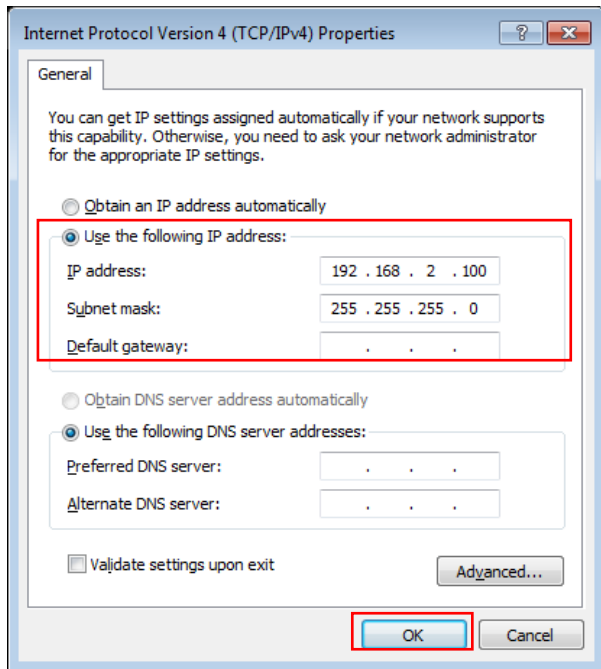 Internet Protocol Version 4 (TCP/IPv4) Properties
General
You can get IP settings assigned automatically if your network supports
this capability. Otherwise, you need to ask your network administrator
for the appropriate IP settings.
Obtain an IP address automatically
Use the following IP address:
IP address: 192 . 168 . 2 . 100
Subnet mask: 255 . 255 . 255 . 0
Default gateway: . . .
Obtain DNS server address automatically
Use the following DNS server addresses:
Preferred DNS server: . . .
Alternate DNS server: . . .
Validate settings upon exit
Advanced...
OK Cancel